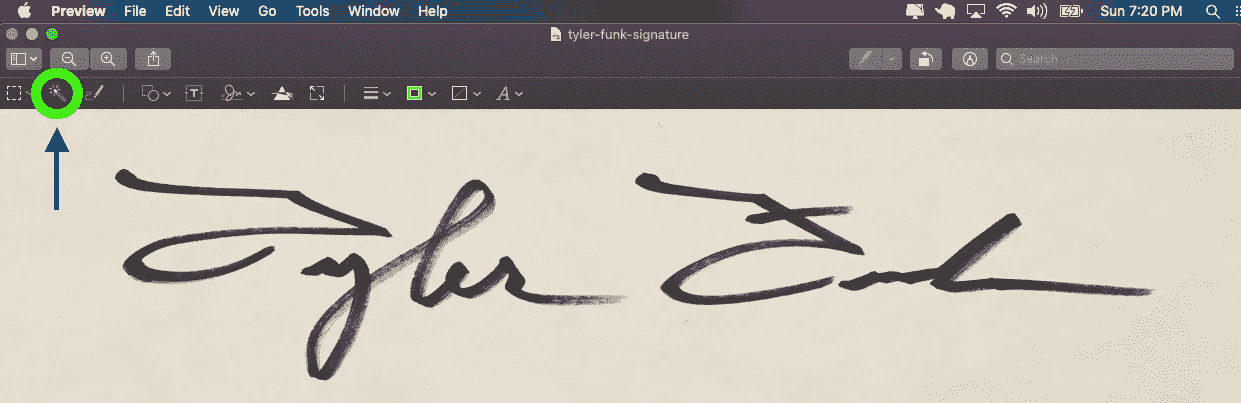 Preview File Edit View Go Tools Window Help Sun 7:20 PM
tyler-funk-signature
Search
T A
Tyler Funk